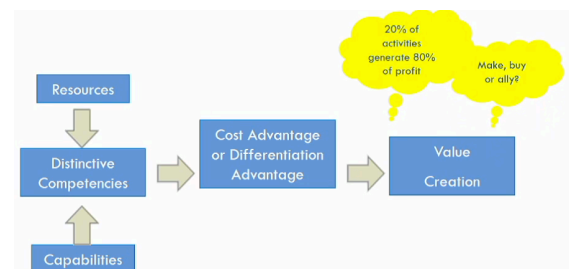 20% of
activities
generate 80%
of profit
Make, buy
or ally?
Resources
Distinctive
Competencies
Cost Advantage
or Differentiation
Advantage
Value
Creation
Capabilities